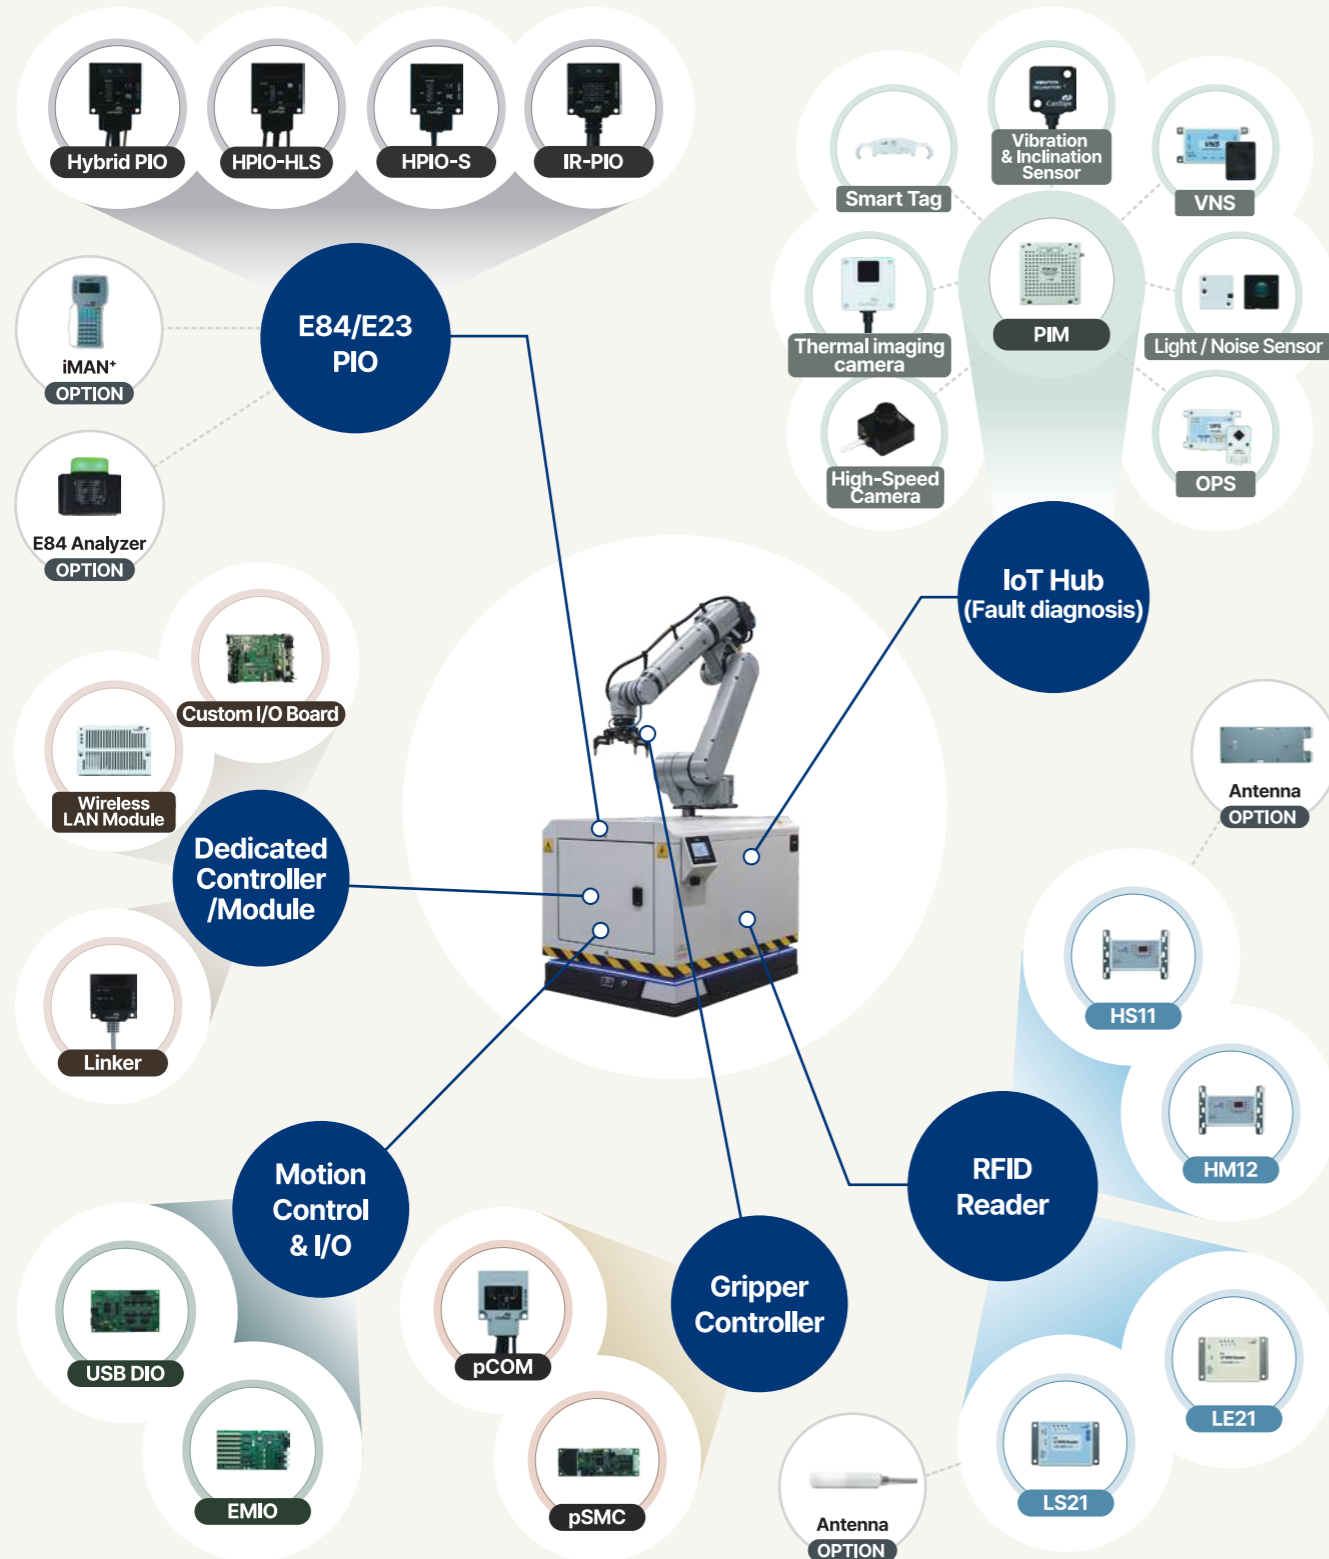 Hybrid PIO
HPIO-HLS
HPIO-S
IR-PIO
E84/E23
PIO
iMAN+
OPTION
E84 Analyzer
OPTION
Smart Tag
Vibration
& Inclination
Sensor
VNS
VNS
Thermal imaging
camera
PIM
Light / Noise Sensor
High-Speed
Camera
OPS
OPS
IoT Hub
(Fault diagnosis)
Custom I/O Board
Wireless
LAN Module
Dedicated
Controller
/Module
Linker
Antenna
OPTION
HS11
HM12
RFID
Reader
LE21
LS21
Antenna
OPTION
Motion
Control
& I/O
USB DIO
EMIO
Gripper
Controller
pCOM
pSMC